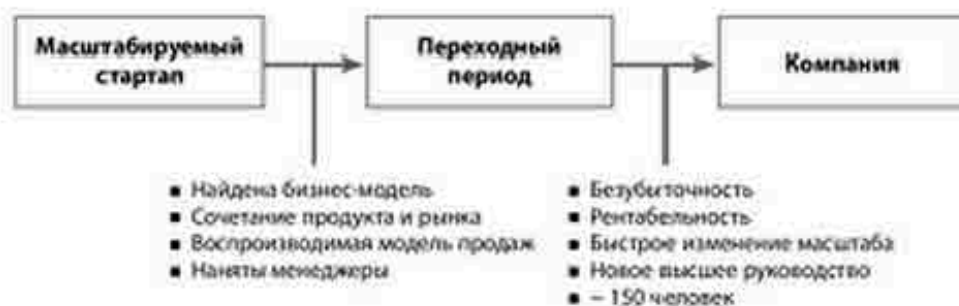 Масштабируемый
стартап
Переходный
период
Компания
▪ Найдена бизнес-модель
▪ Сочетание продукта и рынка
▪ Воспроизводимая модель продаж
▪ Наняты менеджеры
▪ Безубыточность
▪ Рентабельность
▪ Быстрое изменение масштаба
▪ Новое высшее руководство
▪ ~ 150 человек